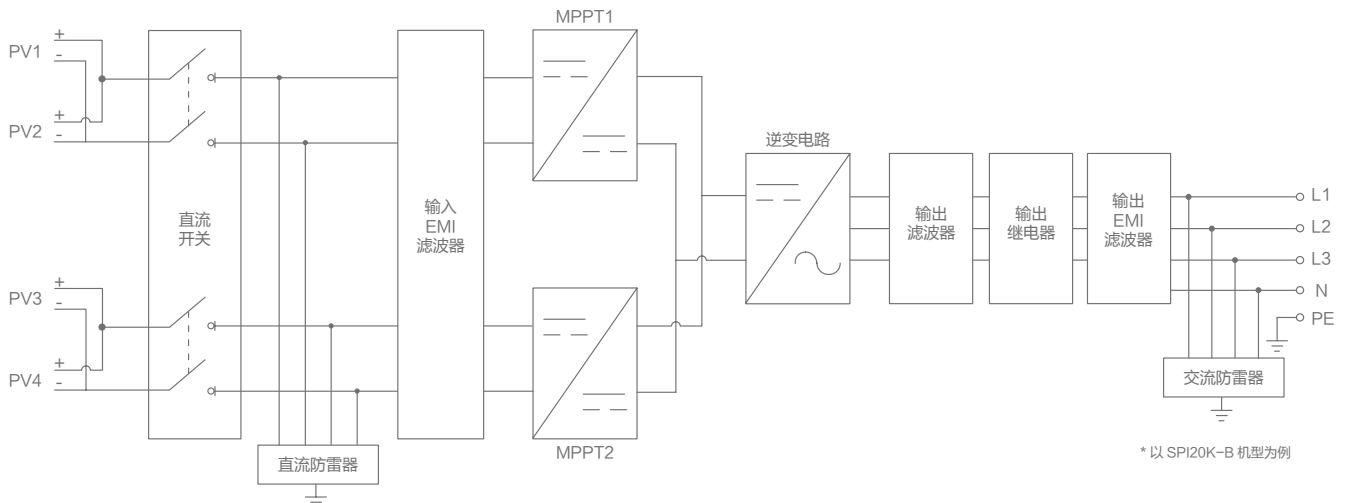 MPPT1
PV1
+
-
PV2
+
-
直流
开关
输入
EMI
滤波器
逆变电路
输出
滤波器
输出
继电器
输出
EMI
滤波器
L1
L2
L3
N
PE
PV3
+
-
PV4
+
-
MPPT2
直流防雷器
交流防雷器
* 以 SPI20K-B 机型为例